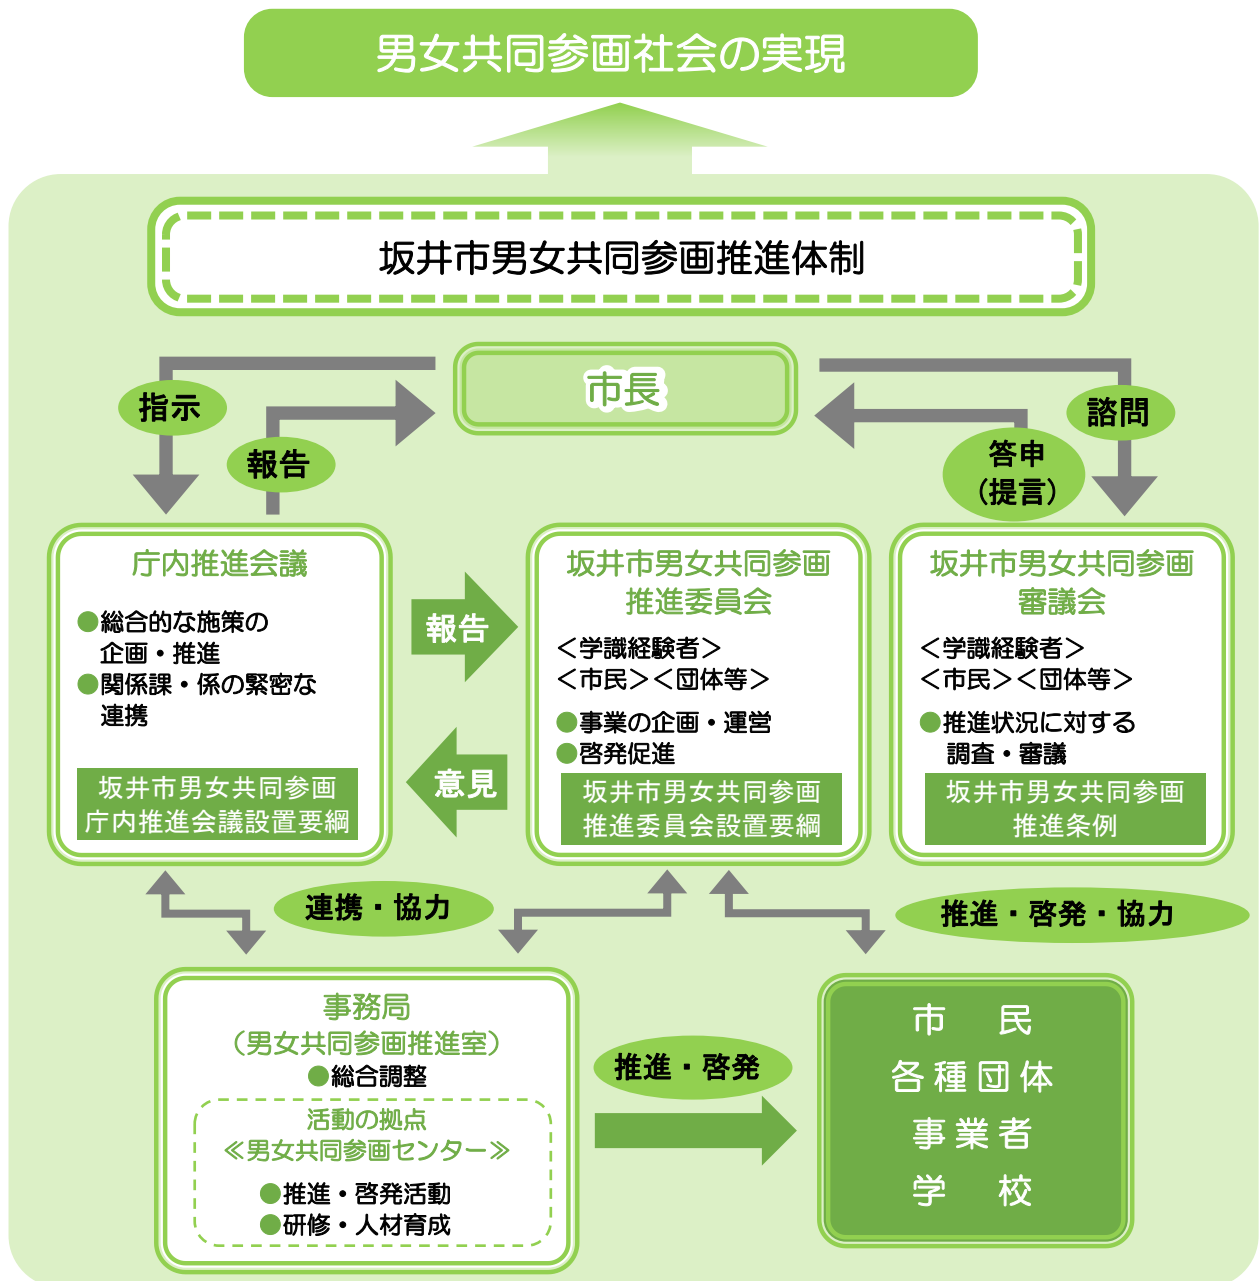 男女共同参画社会の実現
坂井市男女共同参画推進体制
市長
指示
報告
諮問
答申
（提言）
庁内推進会議
●総合的な施策の
企画・推進
●関係課・係の緊密な
連携
坂井市男女共同参画
庁内推進会議設置要綱
報告
意見
坂井市男女共同参画
推進委員会
＜学識経験者＞
＜市民＞＜団体等＞
●事業の企画・運営
●啓発促進
坂井市男女共同参画
推進委員会設置要綱
坂井市男女共同参画
審議会
＜学識経験者＞
＜市民＞＜団体等＞
●推進状況に対する
調査・審議
坂井市男女共同参画
推進条例
連携・協力
推進・啓発・協力
事務局
（男女共同参画推進室）
●総合調整
活動の拠点
≪男女共同参画センター≫
●推進・啓発活動
●研修・人材育成
推進・啓発
市　民
各種団体
事業者
学　校